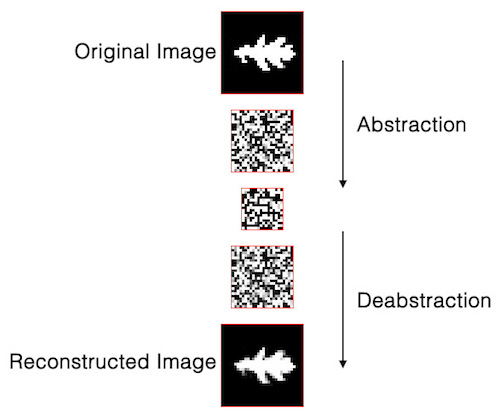 Original Image
Abstraction
Deabstraction
Reconstructed Image